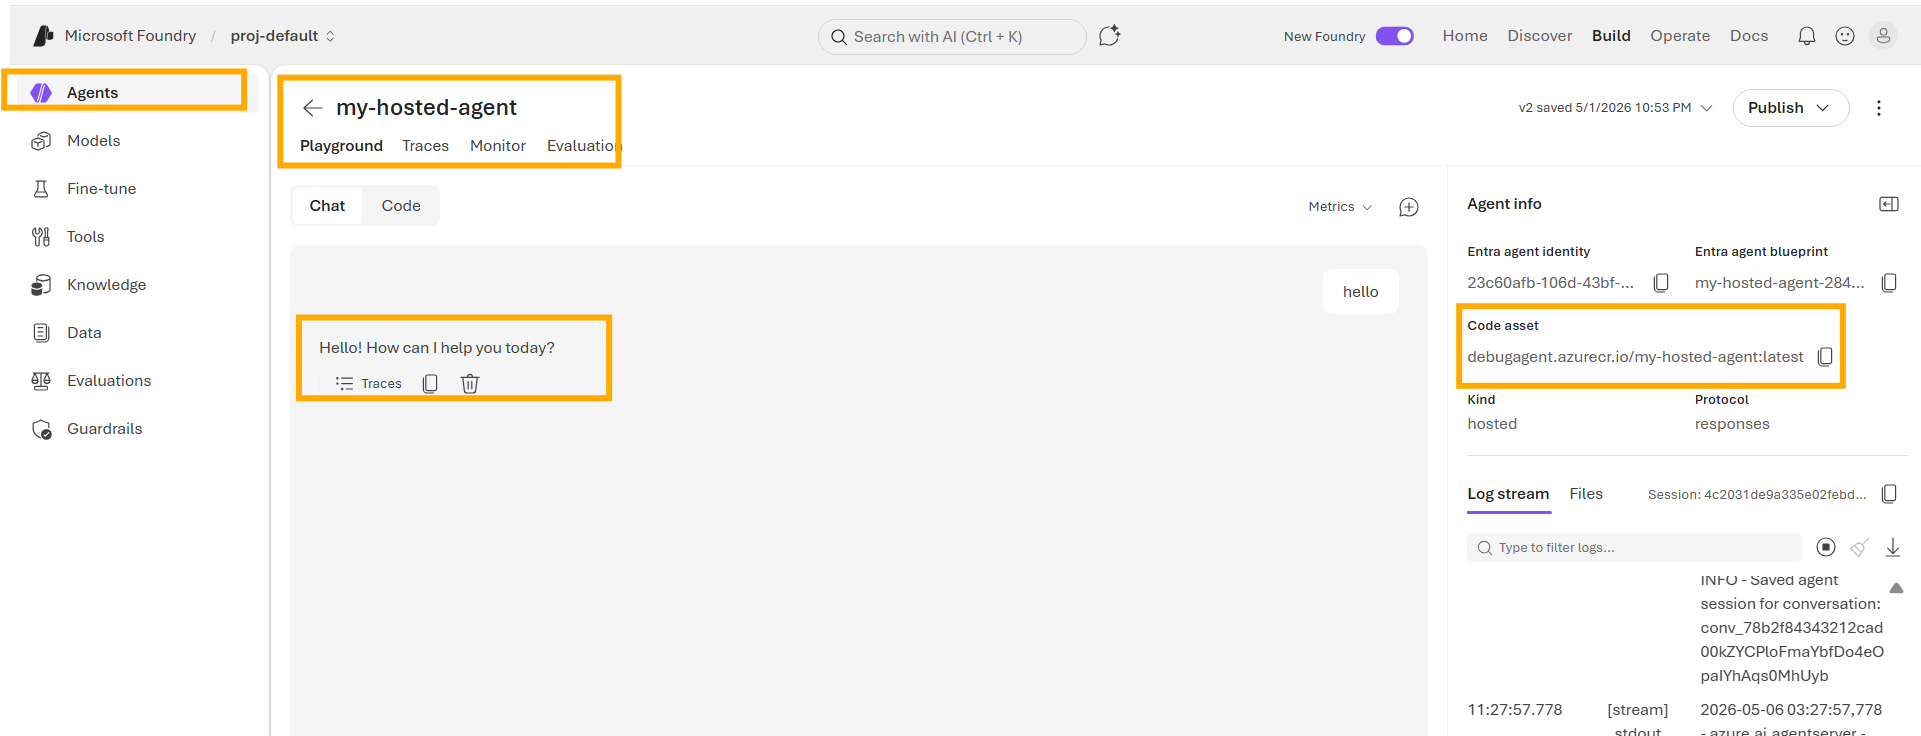 Microsoft Foundry / proj-default
Search with AI (Ctrl + K)
New Foundry
Home
Discover
Build
Operate
Docs
Agents
Models
Fine-tune
Tools
Knowledge
Data
Evaluations
Guardrails
my-hosted-agent
v2 saved 5/1/2026 10:53 PM
Publish
Playground
Traces
Monitor
Evaluation
Chat
Code
Metrics
hello
Hello! How can I help you today?
Traces
Agent info
Entra agent identity
23c60afb-106d-43bf-...
Entra agent blueprint
my-hosted-agent-284...
Code asset
debugagent.azurecr.io/my-hosted-agent:latest
Kind
hosted
Protocol
responses
Log stream
Files
Session: 4c2031de9a335e02febd...
Type to filter logs...
INFO - Saved agent
session for conversation:
conv_78b2f84343212cad
00kZYCPloFmaYbfDo4eO
palYhAqs0MhUyb
11:27:57.778
[stream]
stdout
2026-05-06 03:27:57,778
- azure.ai.agentserver -